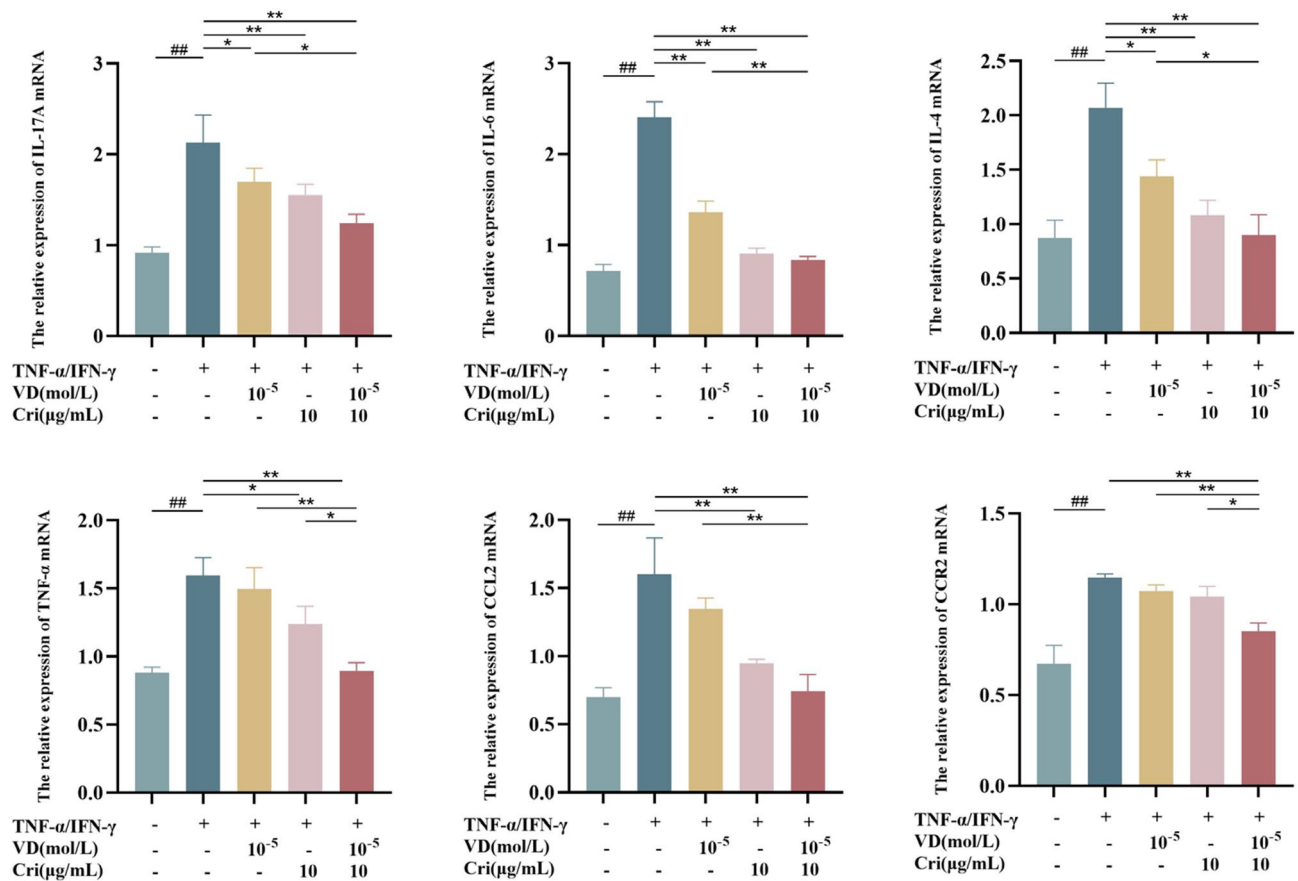 The relative expression of IL-17A mRNA
**
**
*
*
##
3
2
1
0
TNF-α/IFN-γ - + + + +
VD(mol/L) - - 10⁻⁵ - 10⁻⁵
Cri(μg/mL) - - - 10 10
The relative expression of IL-6 mRNA
**
**
**
**
##
3
2
1
0
TNF-α/IFN-γ - + + + +
VD(mol/L) - - 10⁻⁵ - 10⁻⁵
Cri(μg/mL) - - - 10 10
The relative expression of IL-4 mRNA
**
**
*
*
##
2.5
2.0
1.5
1.0
0.5
0.0
TNF-α/IFN-γ - + + + +
VD(mol/L) - - 10⁻⁵ - 10⁻⁵
Cri(μg/mL) - - - 10 10
The relative expression of TNF-α mRNA
**
*
**
*
##
2.0
1.5
1.0
0.5
0.0
TNF-α/IFN-γ - + + + +
VD(mol/L) - - 10⁻⁵ - 10⁻⁵
Cri(μg/mL) - - - 10 10
The relative expression of CCL2 mRNA
**
**
**
##
2.0
1.5
1.0
0.5
0.0
TNF-α/IFN-γ - + + + +
VD(mol/L) - - 10⁻⁵ - 10⁻⁵
Cri(μg/mL) - - - 10 10
The relative expression of CCR2 mRNA
**
**
*
##
1.5
1.0
0.5
0.0
TNF-α/IFN-γ - + + + +
VD(mol/L) - - 10⁻⁵ - 10⁻⁵
Cri(μg/mL) - - - 10 10